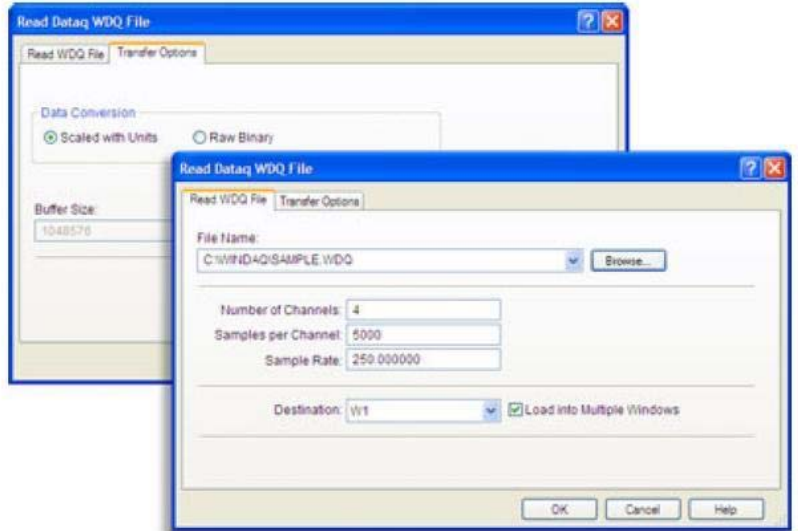 Read Dataq WDQ File
Read WDQ File Transfer Options
Data Conversion
Scaled with Units Raw Binary
Buffer Size:
1048576
Read Dataq WDQ File
Read WDQ File Transfer Options
File Name:
C:\WINDAQ\SAMPLE.WDQ Browse...
Number of Channels: 4
Samples per Channel: 5000
Sample Rate: 250.000000
Destination: W1 Load into Multiple Windows
OK Cancel Help